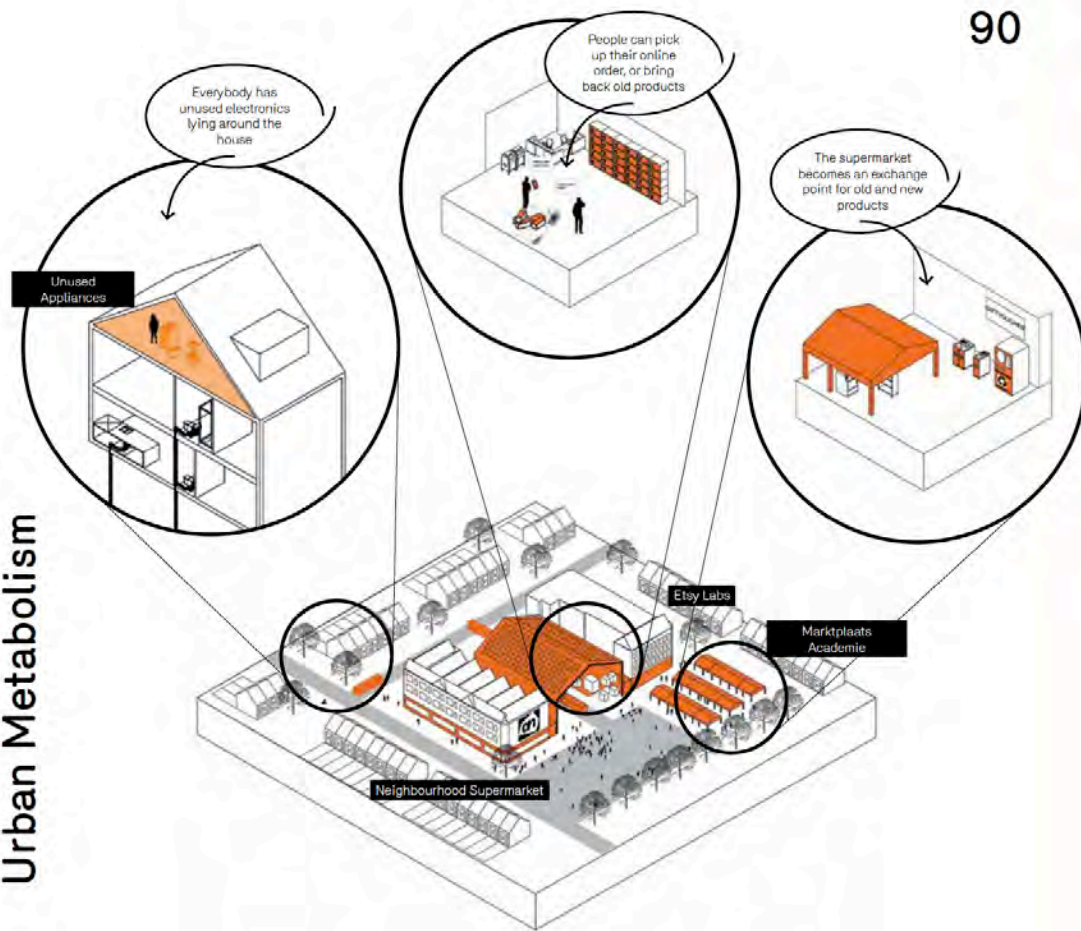 90
People can pick
up their online
order, or bring
back old products
Everybody has
unused electronics
lying around the
house
The supermarket
becomes an exchange
point for old and new
products
Unused
Appliances
Etsy Labs
Marktplaats
Academie
Neighbourhood Supermarket
Urban Metabolism